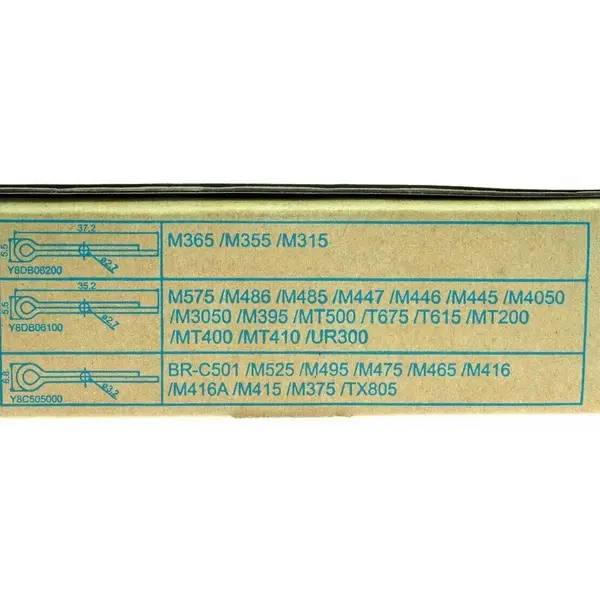 37.2
5.5
ø2.7
Y8DB06200
M365 /M355 /M315
35.2
5.5
ø2.7
Y8DB06100
M575 /M486 /M485 /M447 /M446 /M445 /M4050
/M3050 /M395 /MT500 /T675 /T615 /MT200
/MT400 /MT410 /UR300
6.8
ø3.2
Y8C505000
BR-C501 /M525 /M495 /M475 /M465 /M416
/M416A /M415 /M375 /TX805